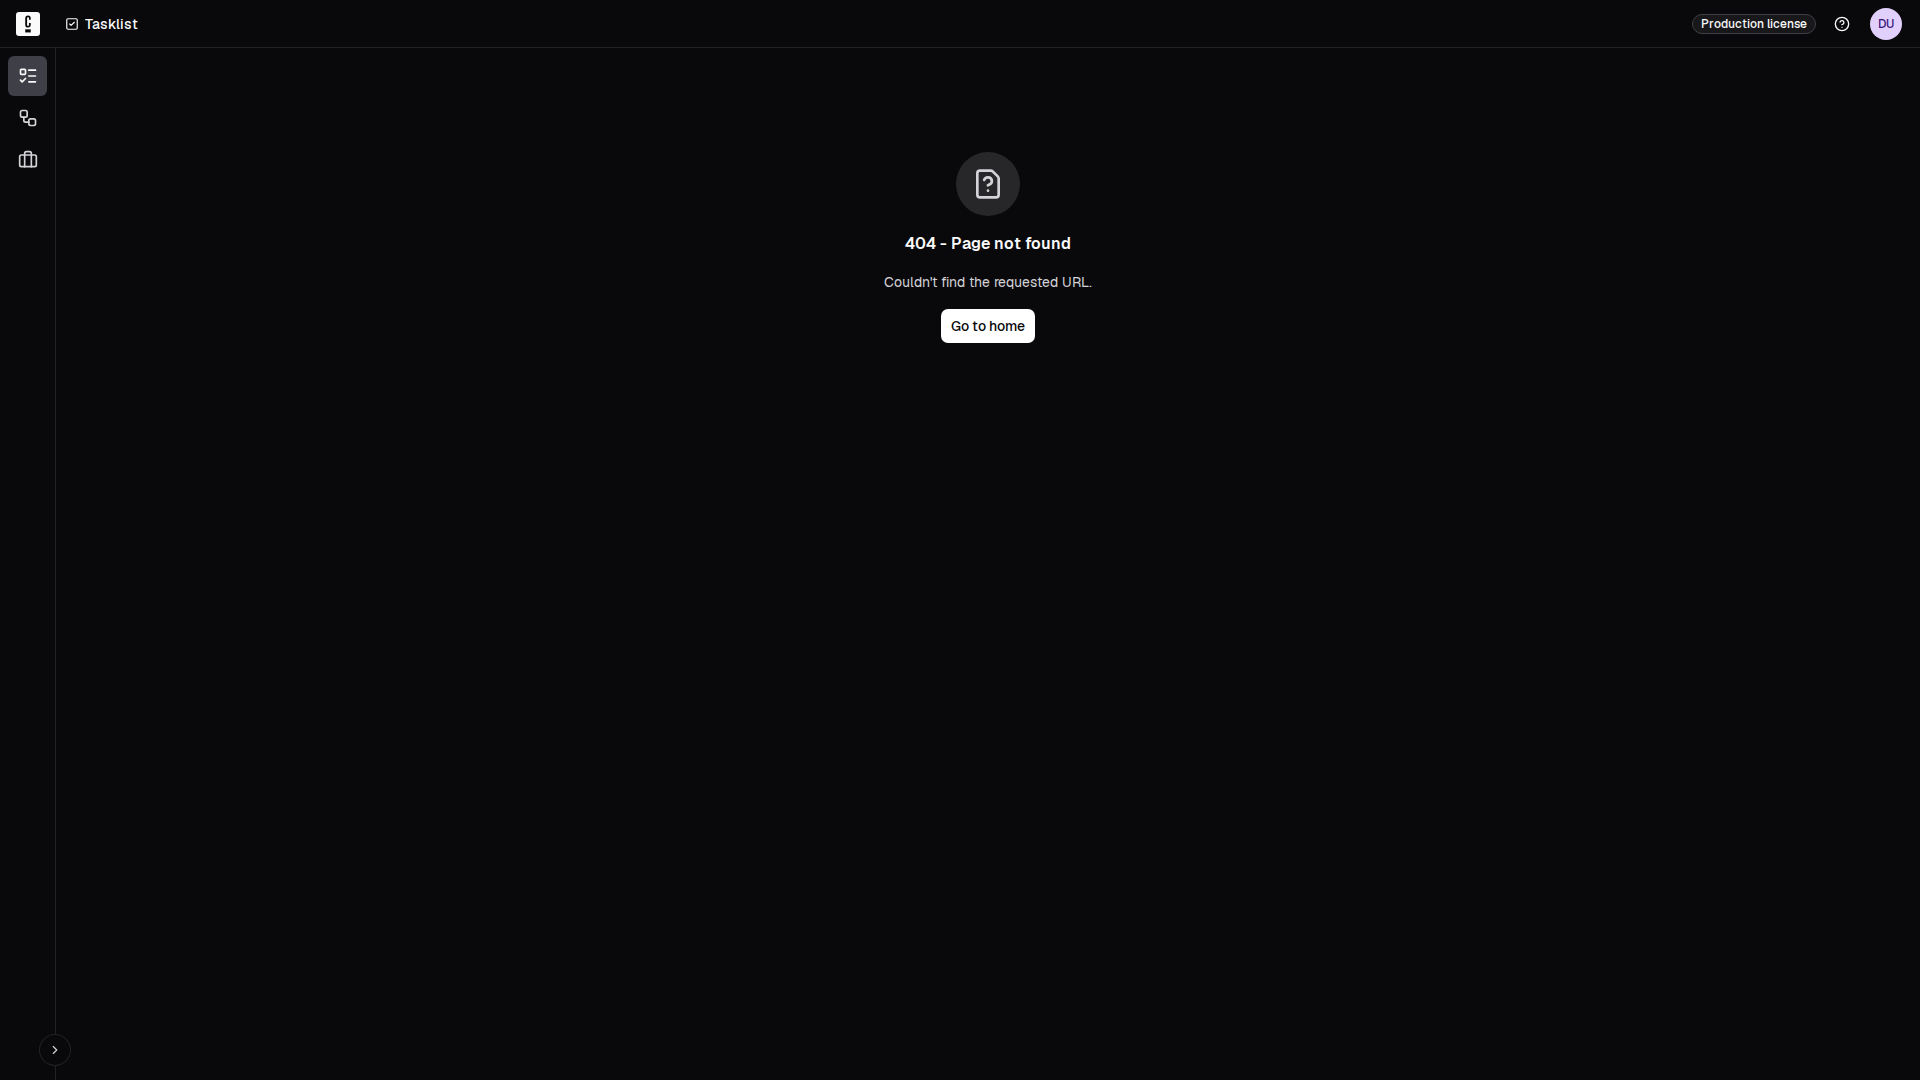 Tasklist
Production license
DU
404 - Page not found
Couldn't find the requested URL.
Go to home